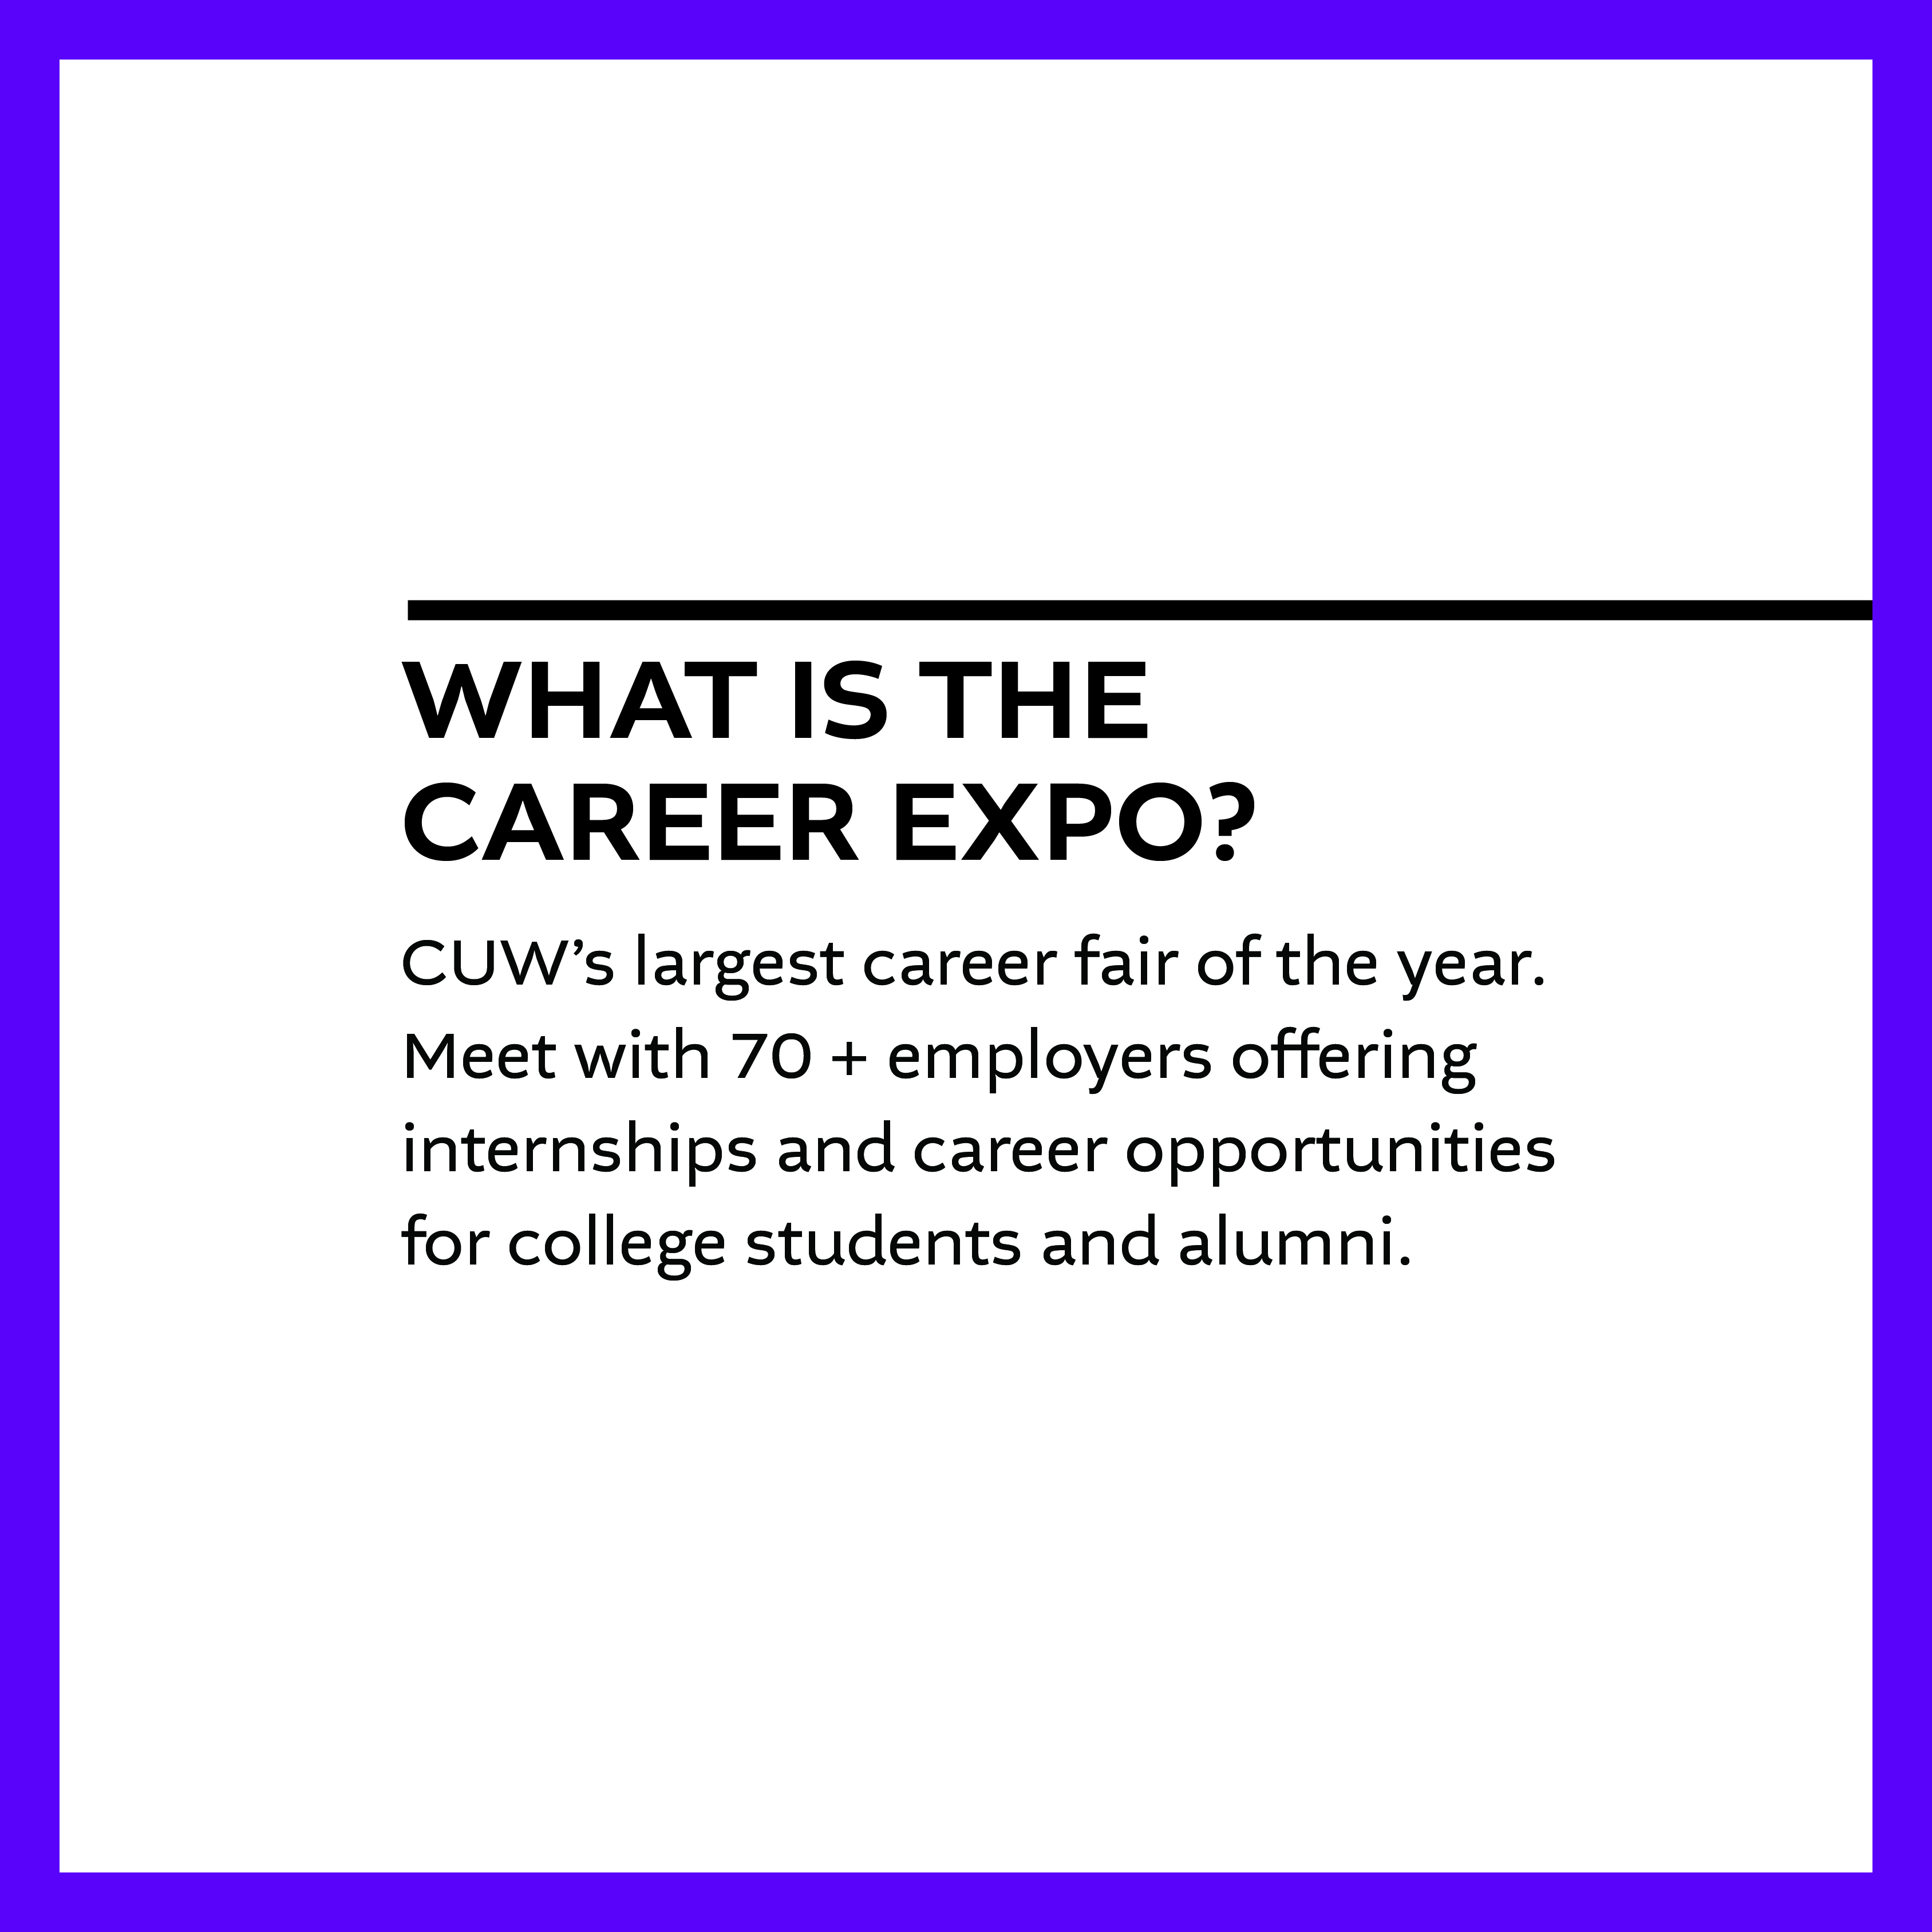 WHAT IS THE
CAREER EXPO?
CUW’s largest career fair of the year.
Meet with 70 + employers offering
internships and career opportunities
for college students and alumni.